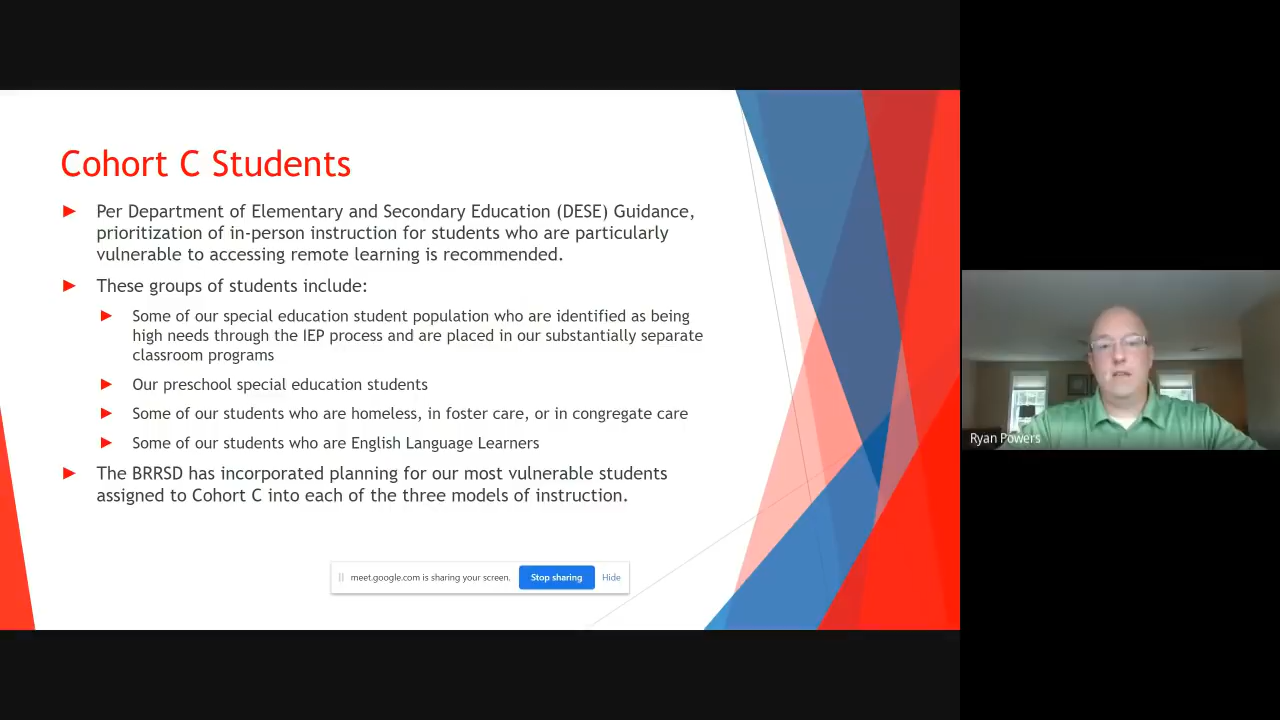 Cohort C Students
Per Department of Elementary and Secondary Education (DESE) Guidance,
prioritization of in-person instruction for students who are particularly
vulnerable to accessing remote learning is recommended.
These groups of students include:
Some of our special education student population who are identified as being
high needs through the IEP process and are placed in our substantially separate
classroom programs
Our preschool special education students
Some of our students who are homeless, in foster care, or in congregate care
Some of our students who are English Language Learners
The BRRSD has incorporated planning for our most vulnerable students
assigned to Cohort C into each of the three models of instruction.
meet.google.com is sharing your screen. Stop sharing Hide
Ryan Powers